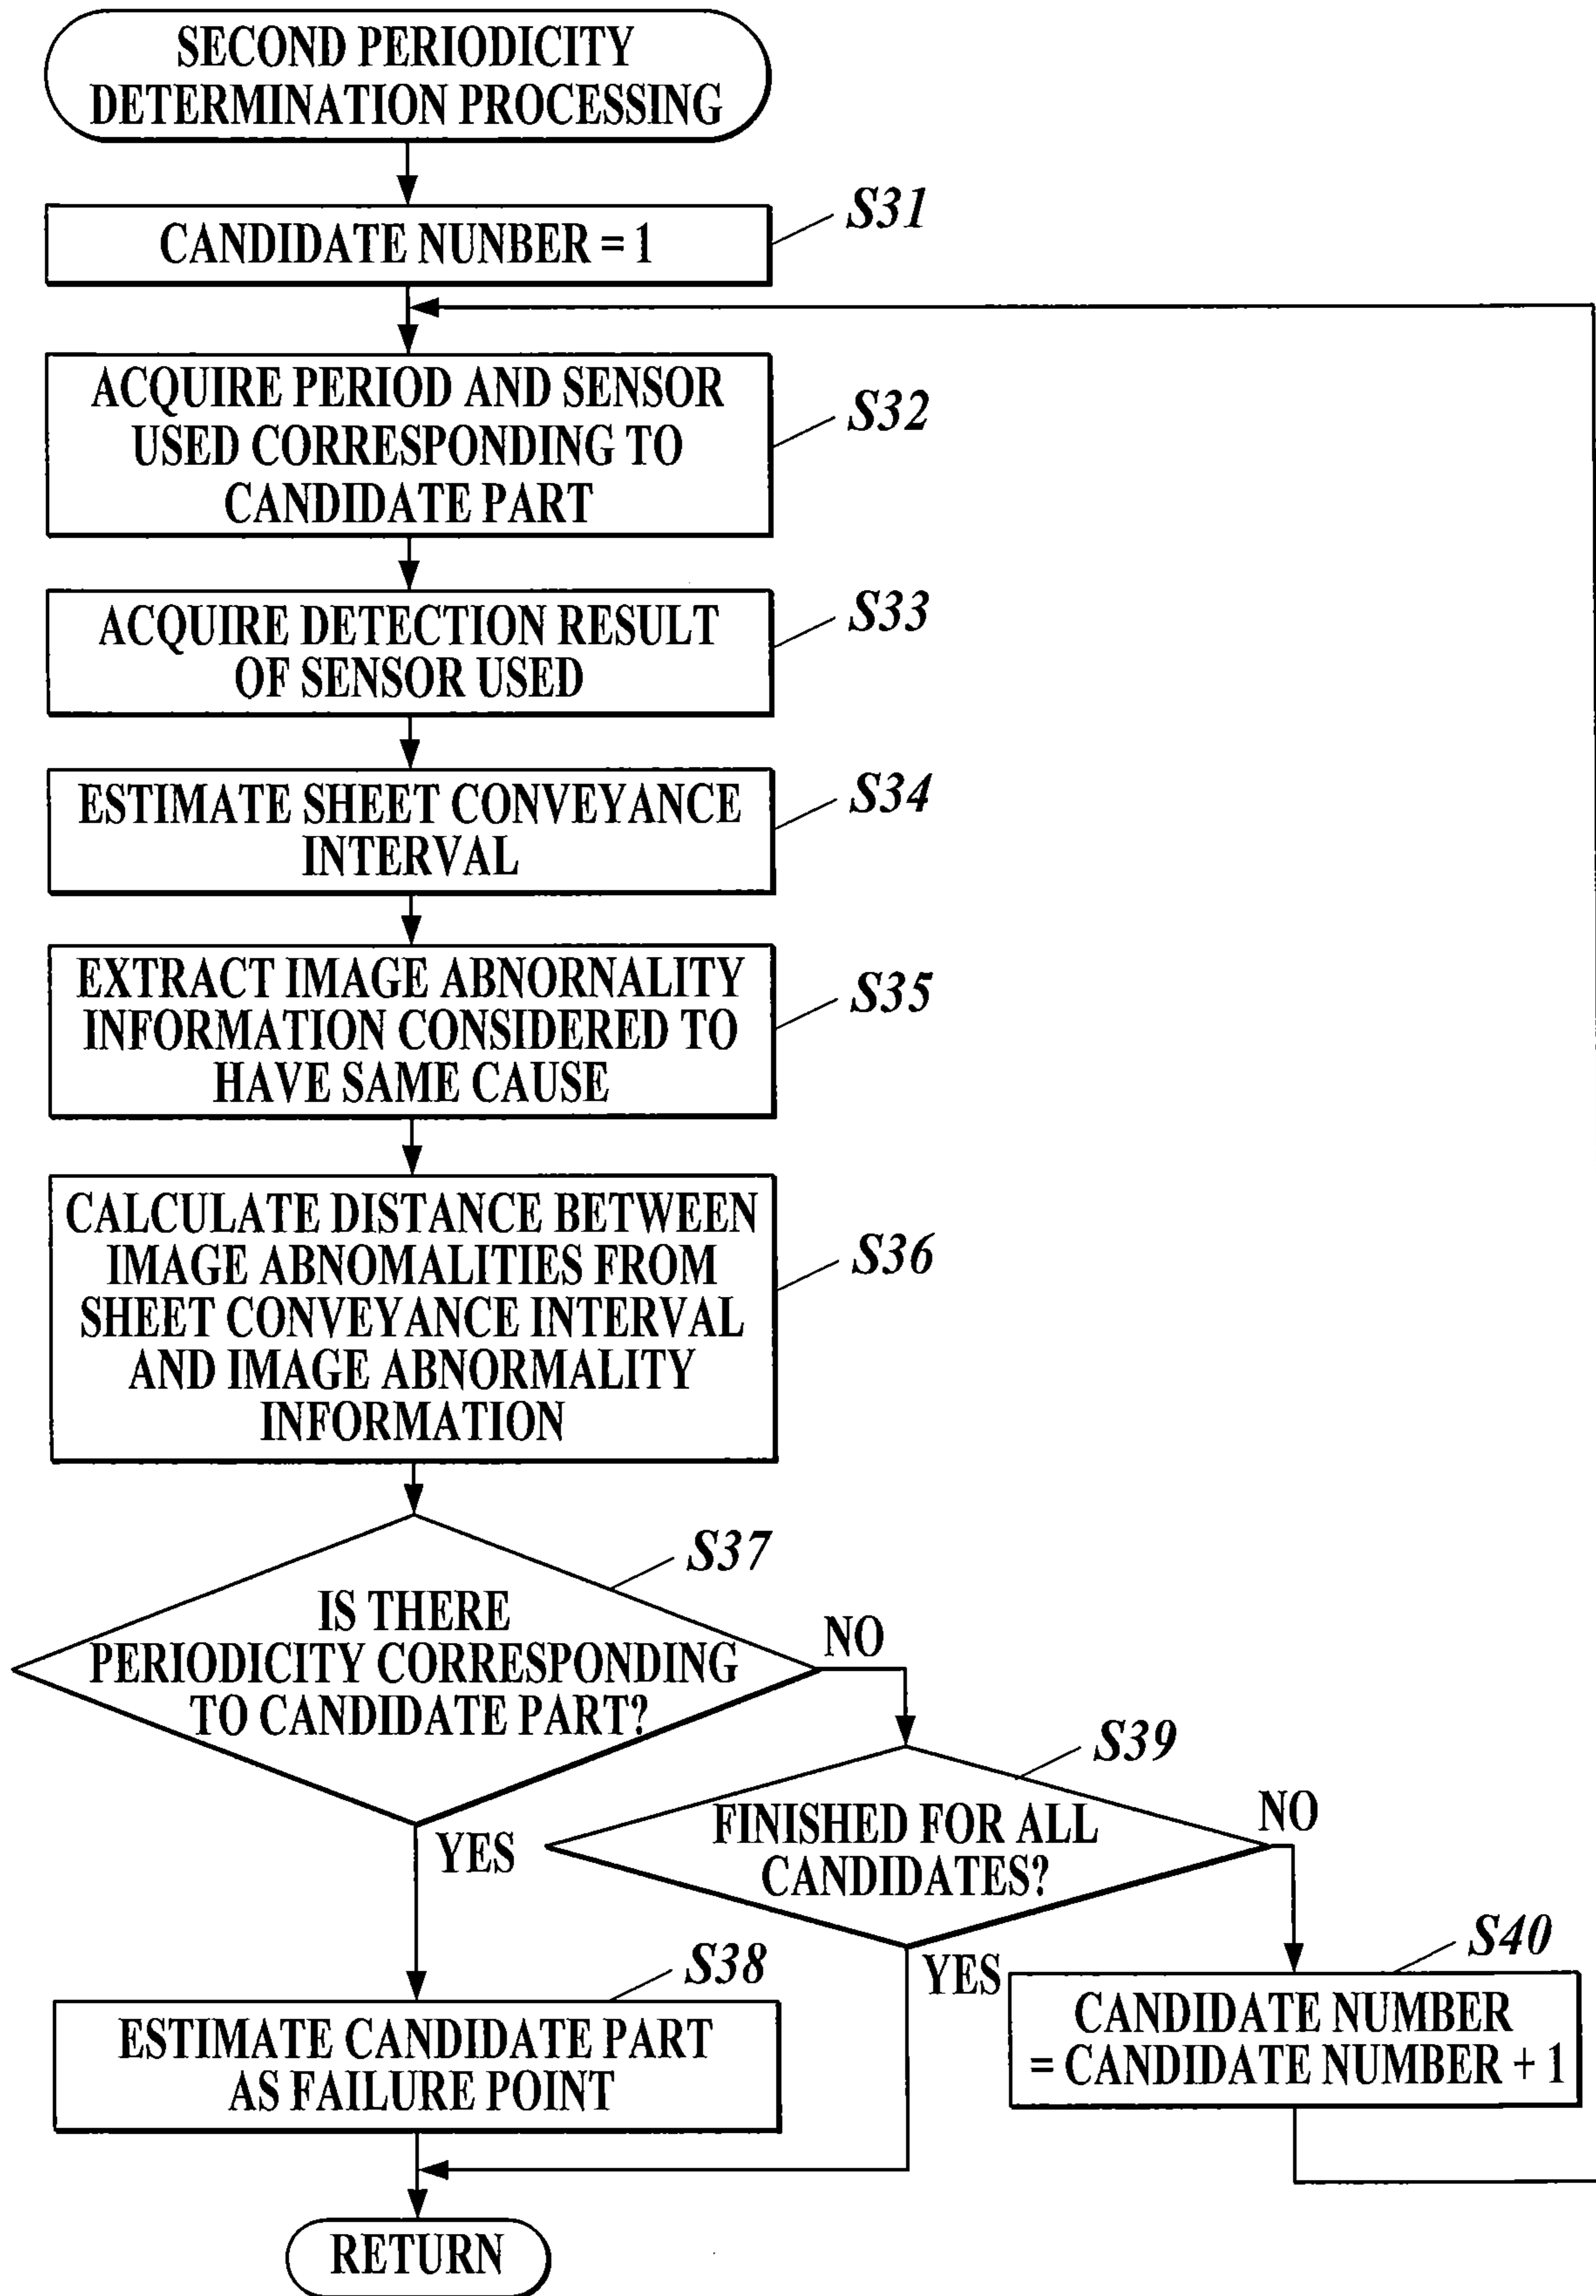 SECOND PERIODICITY
DETERMINATION PROCESSING
S31
CANDIDATE NUNBER = 1
ACQUIRE PERIOD AND SENSOR
USED CORRESPONDING TO
CANDIDATE PART
S32
ACQUIRE DETECTION RESULT
OF SENSOR USED
S33
ESTIMATE SHEET CONVEYANCE
INTERVAL
S34
EXTRACT IMAGE ABNORNALITY
INFORMATION CONSIDERED TO
HAVE SAME CAUSE
S35
CALCULATE DISTANCE BETWEEN
IMAGE ABNOMALITIES FROM
SHEET CONVEYANCE INTERVAL
AND IMAGE ABNORMALITY
INFORMATION
S36
S37
IS THERE
PERIODICITY CORRESPONDING
TO CANDIDATE PART?
NO
YES
S39
FINISHED FOR ALL
CANDIDATES?
NO
YES
S38
ESTIMATE CANDIDATE PART
AS FAILURE POINT
S40
CANDIDATE NUMBER
= CANDIDATE NUMBER + 1
RETURN